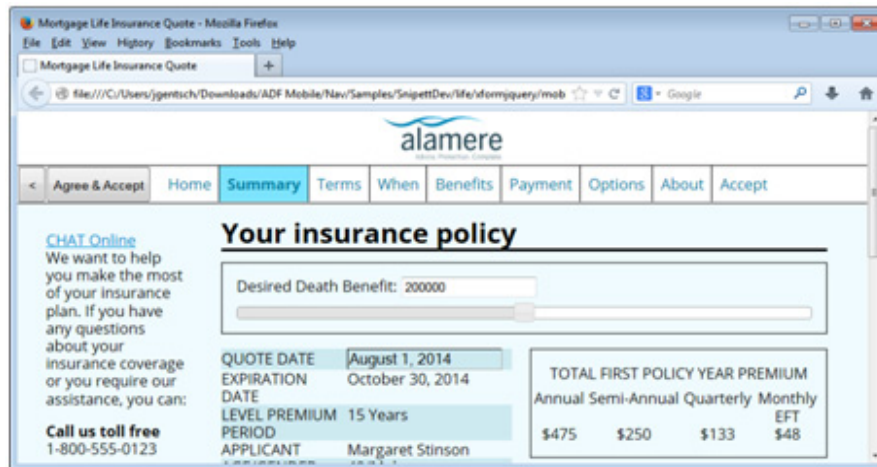 Mortgage Life Insurance Quote - Mozilla Firefox
File Edit View History Bookmarks Tools Help
Mortgage Life Insurance Quote +
file:///C:/Users/jgentsch/Downloads/ADF Mobile/Nav/Samples/SnipettDev/life/xformjquery/mob
Google
alamere
< Agree & Accept Home Summary Terms When Benefits Payment Options About Accept
CHAT Online
We want to help
you make the most
of your insurance
plan. If you have
any questions
about your
insurance coverage
or you require our
assistance, you can:
Call us toll free
1-800-555-0123
Your insurance policy
Desired Death Benefit: 200000
QUOTE DATE August 1, 2014
EXPIRATION October 30, 2014
DATE
LEVEL PREMIUM 15 Years
PERIOD
APPLICANT Margaret Stinson
TOTAL FIRST POLICY YEAR PREMIUM
Annual Semi-Annual Quarterly Monthly
EFT
$475 $250 $133 $48